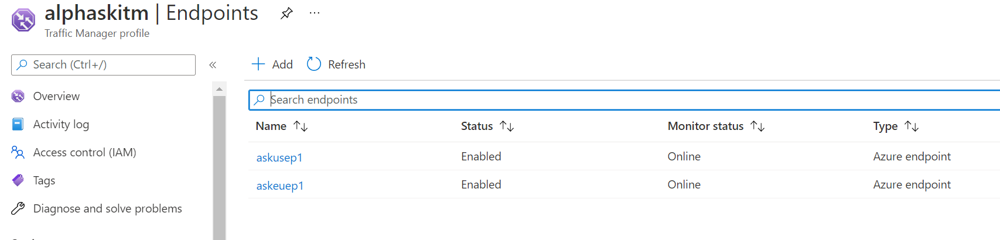 alphaskitm | Endpoints
Traffic Manager profile
Search (Ctrl+/)
Add Refresh
Overview
Search endpoints
Activity log
Name Status Monitor status Type
Access control (IAM)
askusep1 Enabled Online Azure endpoint
Tags
askeuep1 Enabled Online Azure endpoint
Diagnose and solve problems